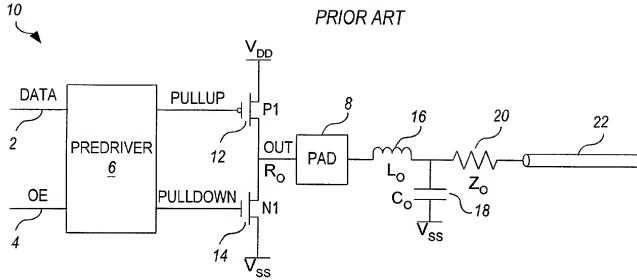 10
PRIOR ART
VDD
DATA
PULLUP
P1
8
16
20
22
2
12
PREDRIVER
6
OUT
PAD
RO
LO
ZO
OE
PULLDOWN
N1
CO
18
4
14
VSS
VSS